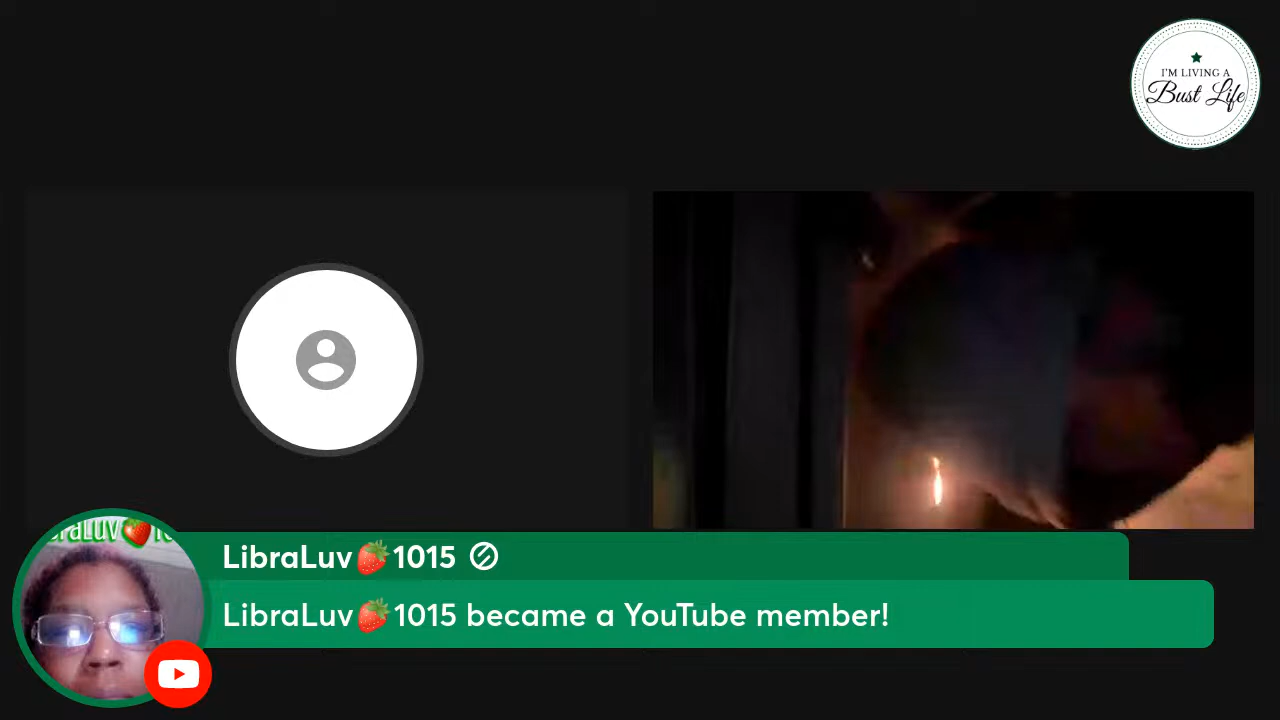 I'M LIVING A
Bust Life
LibraLuv🍓1015
LibraLuv🍓1015 became a YouTube member!